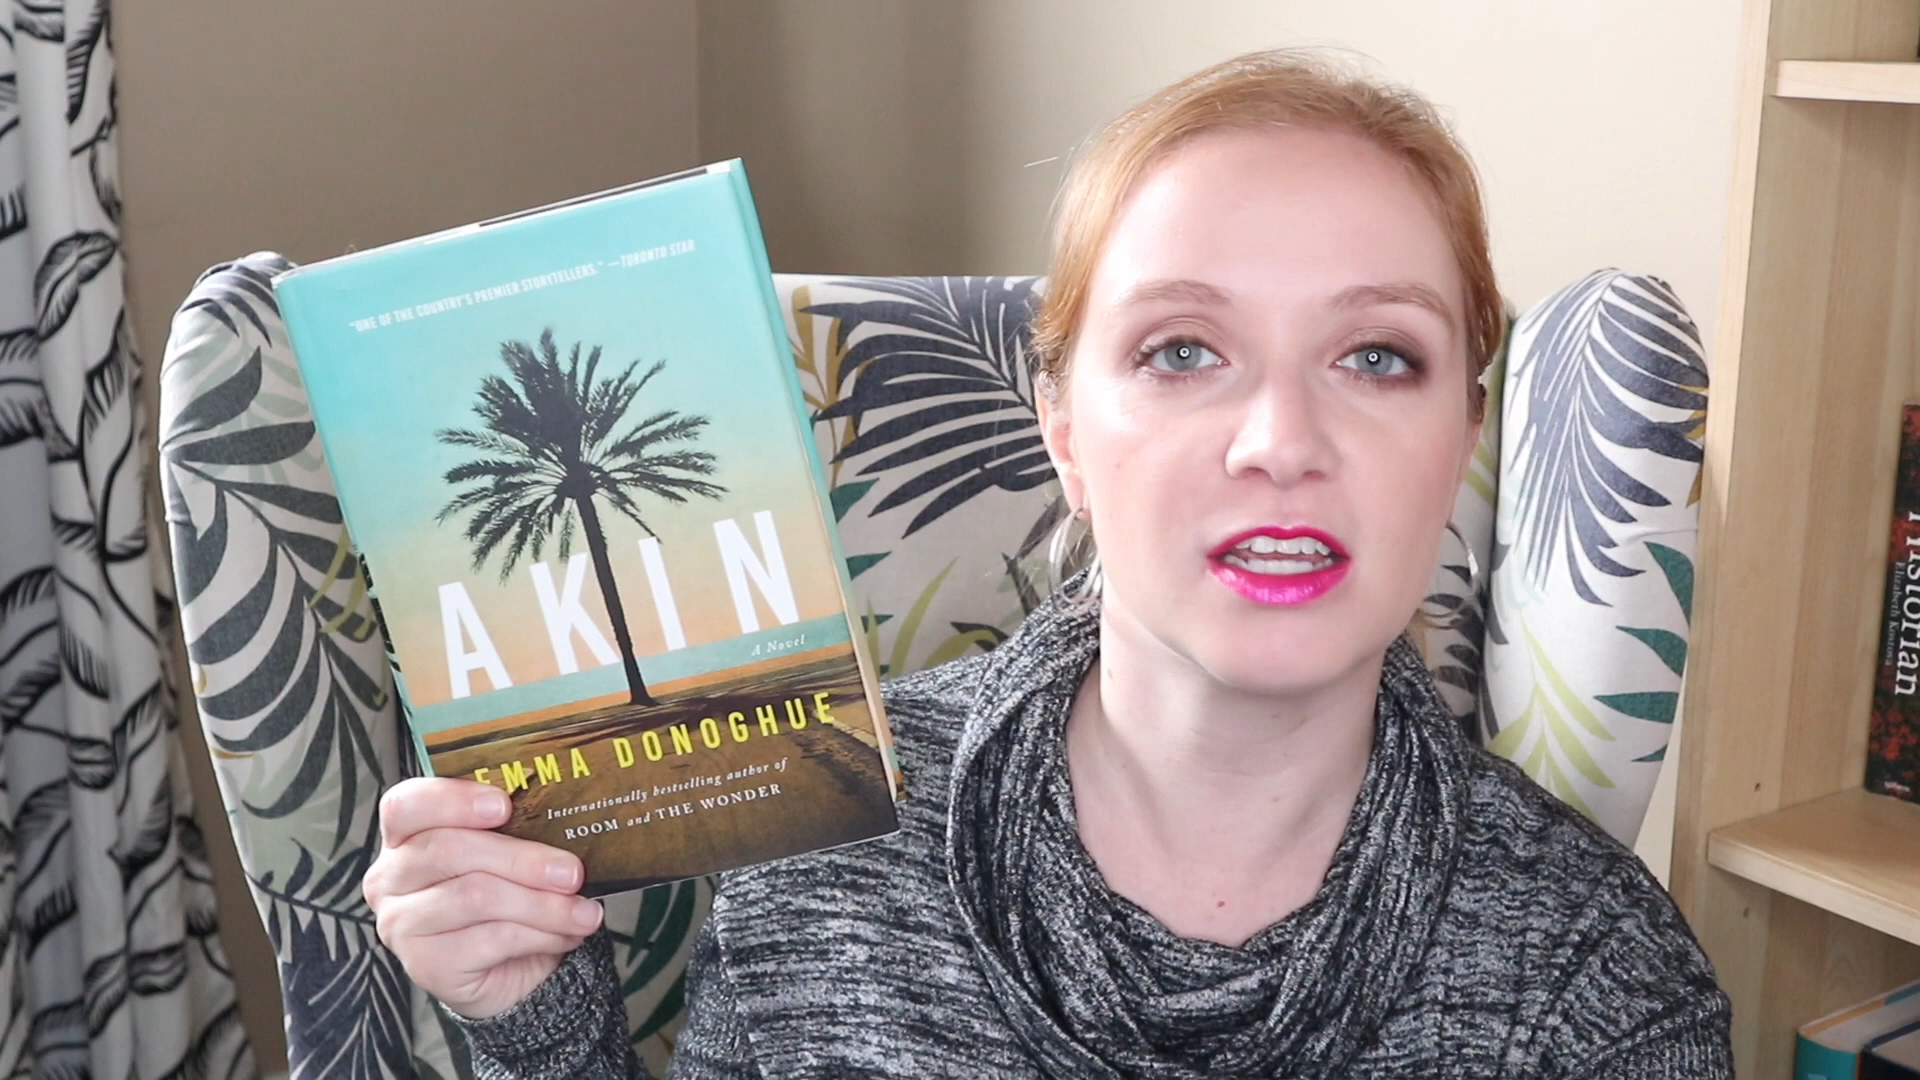 "ONE OF THE COUNTRY'S PREMIER STORYTELLERS." —TORONTO STAR
AKIN
A Novel
EMMA DONOGHUE
Internationally bestselling author of
ROOM and THE WONDER
Historian
Elizabeth Kostova